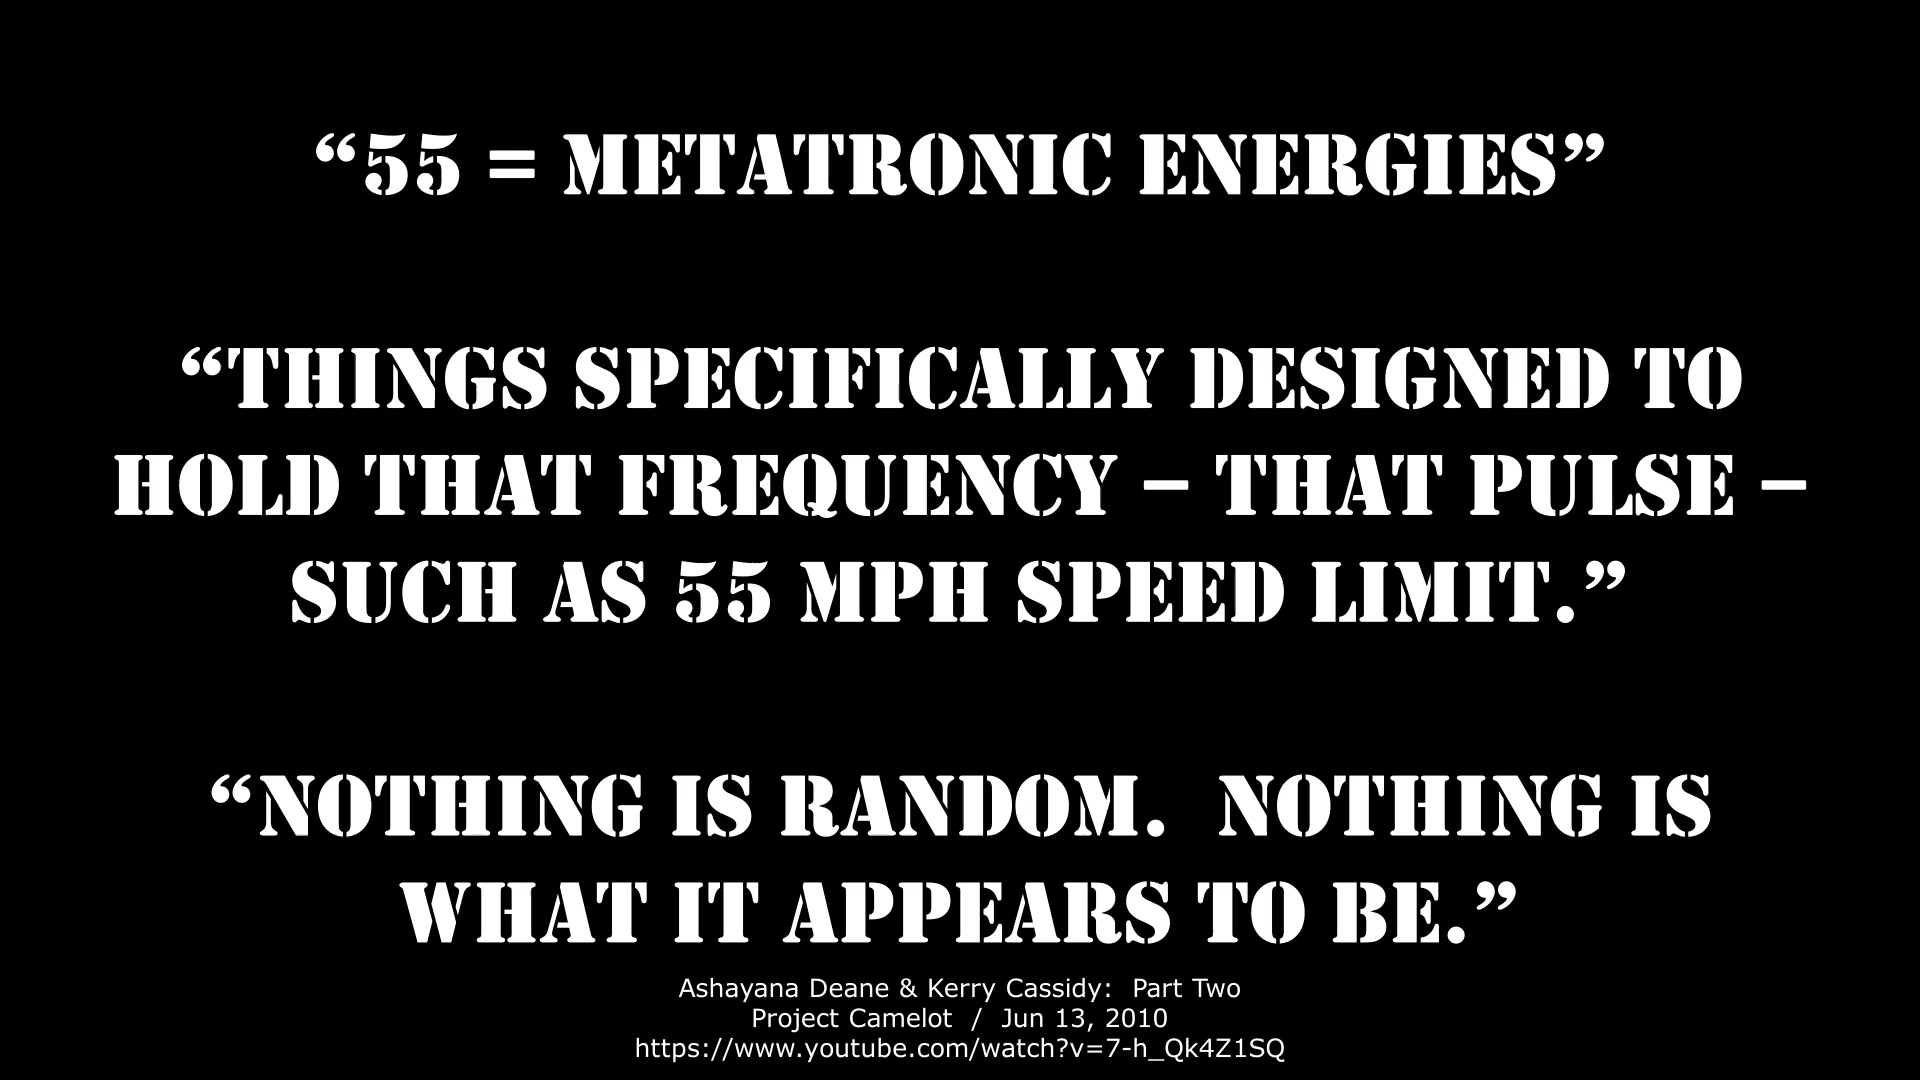 “55 = METATRONIC ENERGIES”
“THINGS SPECIFICALLY DESIGNED TO
HOLD THAT FREQUENCY – THAT PULSE –
SUCH AS 55 MPH SPEED LIMIT.”
“NOTHING IS RANDOM.  NOTHING IS
WHAT IT APPEARS TO BE.”
Ashayana Deane & Kerry Cassidy:  Part Two
Project Camelot  /  Jun 13, 2010
https://www.youtube.com/watch?v=7-h_Qk4Z1SQ